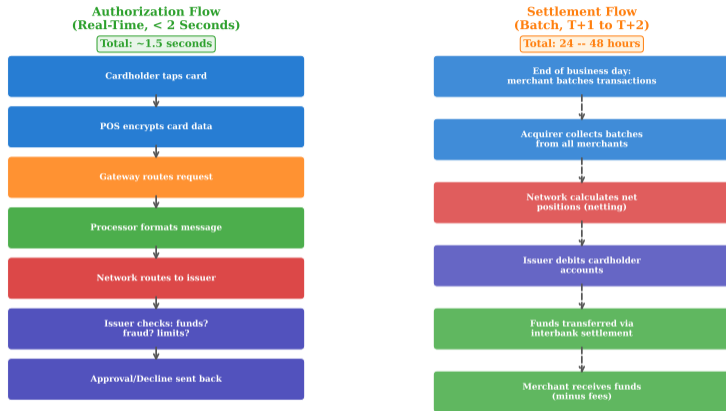 Authorization Flow
(Real-Time, < 2 Seconds)
Total: ~1.5 seconds
Cardholder taps card
POS encrypts card data
Gateway routes request
Processor formats message
Network routes to issuer
Issuer checks: funds?
fraud? limits?
Approval/Decline sent back
Settlement Flow
(Batch, T+1 to T+2)
Total: 24 -- 48 hours
End of business day:
merchant batches transactions
Acquirer collects batches
from all merchants
Network calculates net
positions (netting)
Issuer debits cardholder
accounts
Funds transferred via
interbank settlement
Merchant receives funds
(minus fees)